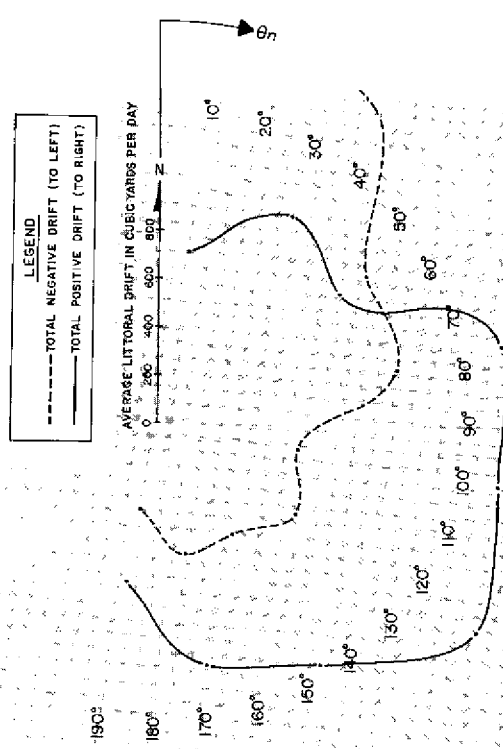 LEGEND
TOTAL NEGATIVE DRIFT (TO LEFT)
TOTAL POSITIVE DRIFT (TO RIGHT)
AVERAGE LITTORAL DRIFT IN CUBIC YARDS PER DAY
0 200 400 600 800
N
θn
10°
20°
30°
40°
50°
60°
70°
80°
90°
100°
110°
120°
130°
140°
150°
160°
170°
180°
190°